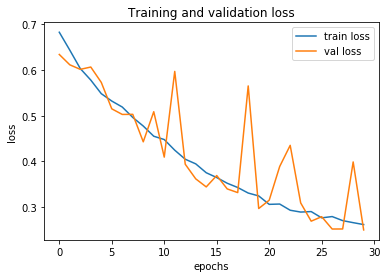 Training and validation loss
train loss
val loss
loss
0.7
0.6
0.5
0.4
0.3
0 5 10 15 20 25 30
epochs